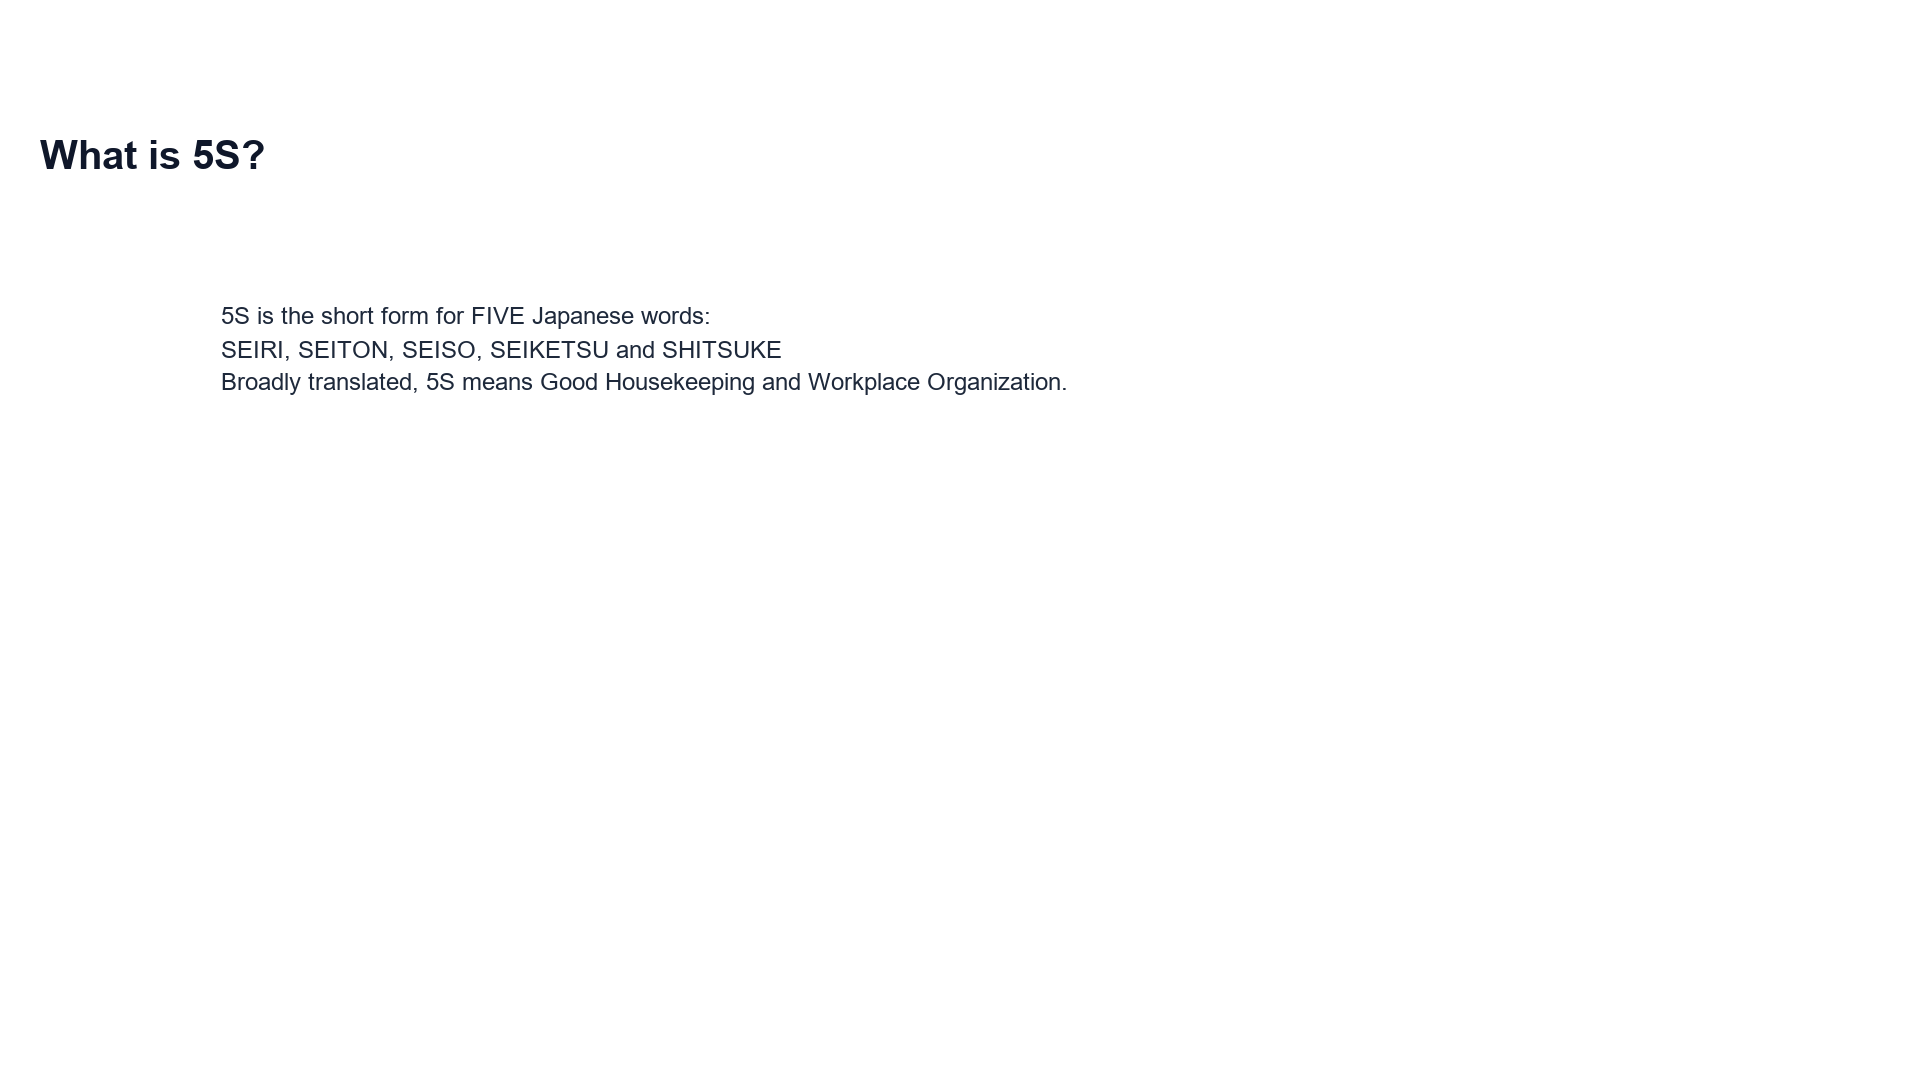 What is 5S?
5S is the short form for FIVE Japanese words:
SEIRI, SEITON, SEISO, SEIKETSU and SHITSUKE
Broadly translated, 5S means Good Housekeeping and Workplace Organization.